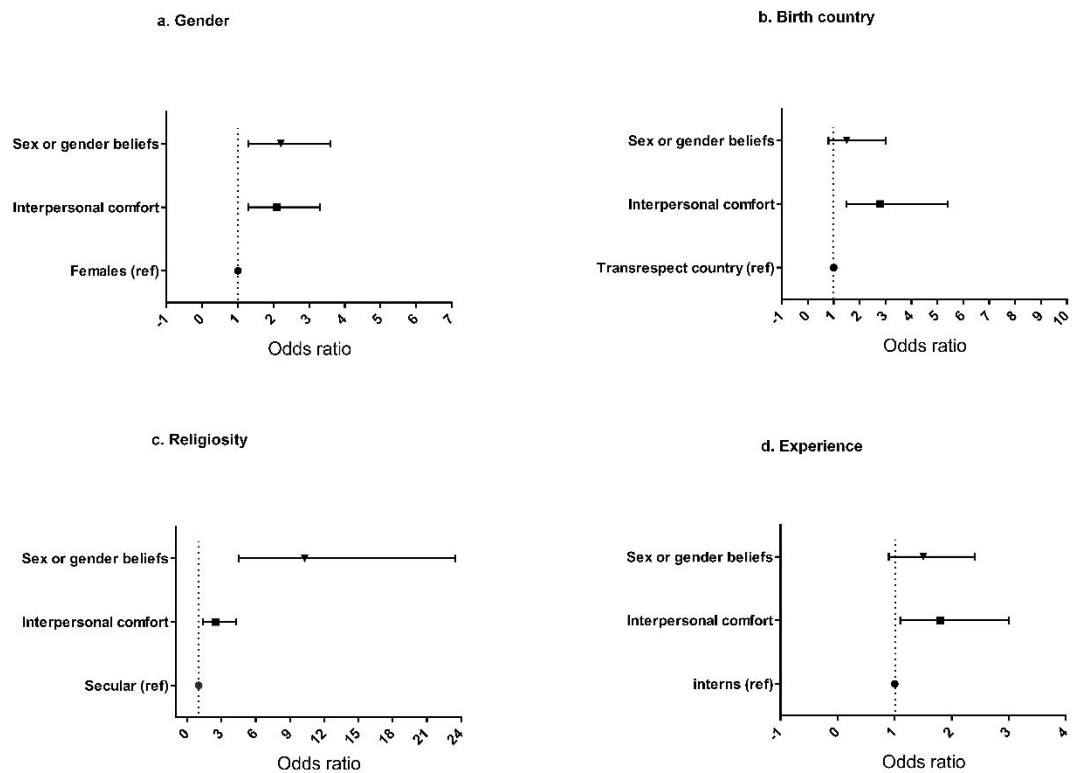 a. Gender
Sex or gender beliefs
Interpersonal comfort
Females (ref)
-1 0 1 2 3 4 5 6 7
Odds ratio
b. Birth country
Sex or gender beliefs
Interpersonal comfort
Transrespect country (ref)
-1 0 1 2 3 4 5 6 7 8 9 10
Odds ratio
c. Religiosity
Sex or gender beliefs
Interpersonal comfort
Secular (ref)
0 3 6 9 12 15 18 21 24
Odds ratio
d. Experience
Sex or gender beliefs
Interpersonal comfort
interns (ref)
-1 0 1 2 3 4
Odds ratio